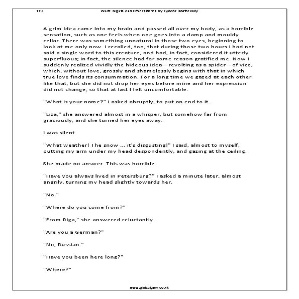 A grim idea came into my brain and passed all over my body, as a horrible
sensation, such as one feels when one goes into a damp and mouldy
cellar. There was something unnatural in those two eyes, beginning to
look at me only now. I recalled, too, that during those two hours I had not
said a single word to this creature, and had, in fact, considered it utterly
superfluous; in fact, the silence had for some reason gratified me. Now I
suddenly realized vividly the hideous idea - revolting as a spider - of vice,
which, without love, grossly and shamelessly begins with that in which
true love finds its consummation. For a long time we gazed at each other
like that, but she did not drop her eyes before mine and her expression
did not change, so that at last I felt uncomfortable.
"What is your name?" I asked abruptly, to put an end to it.
"Liza," she answered almost in a whisper, but somehow far from
graciously, and she turned her eyes away.
I was silent.
"What weather! The snow ... it's disgusting!" I said, almost to myself,
putting my arm under my head despondently, and gazing at the ceiling.
She made no answer. This was horrible.
"Have you always lived in Petersburg?" I asked a minute later, almost
angrily, turning my head slightly towards her.
"No."
"Where do you come from?"
"From Riga," she answered reluctantly.
"Are you a German?"
"No, Russian."
"Have you been here long?"
"Where?"